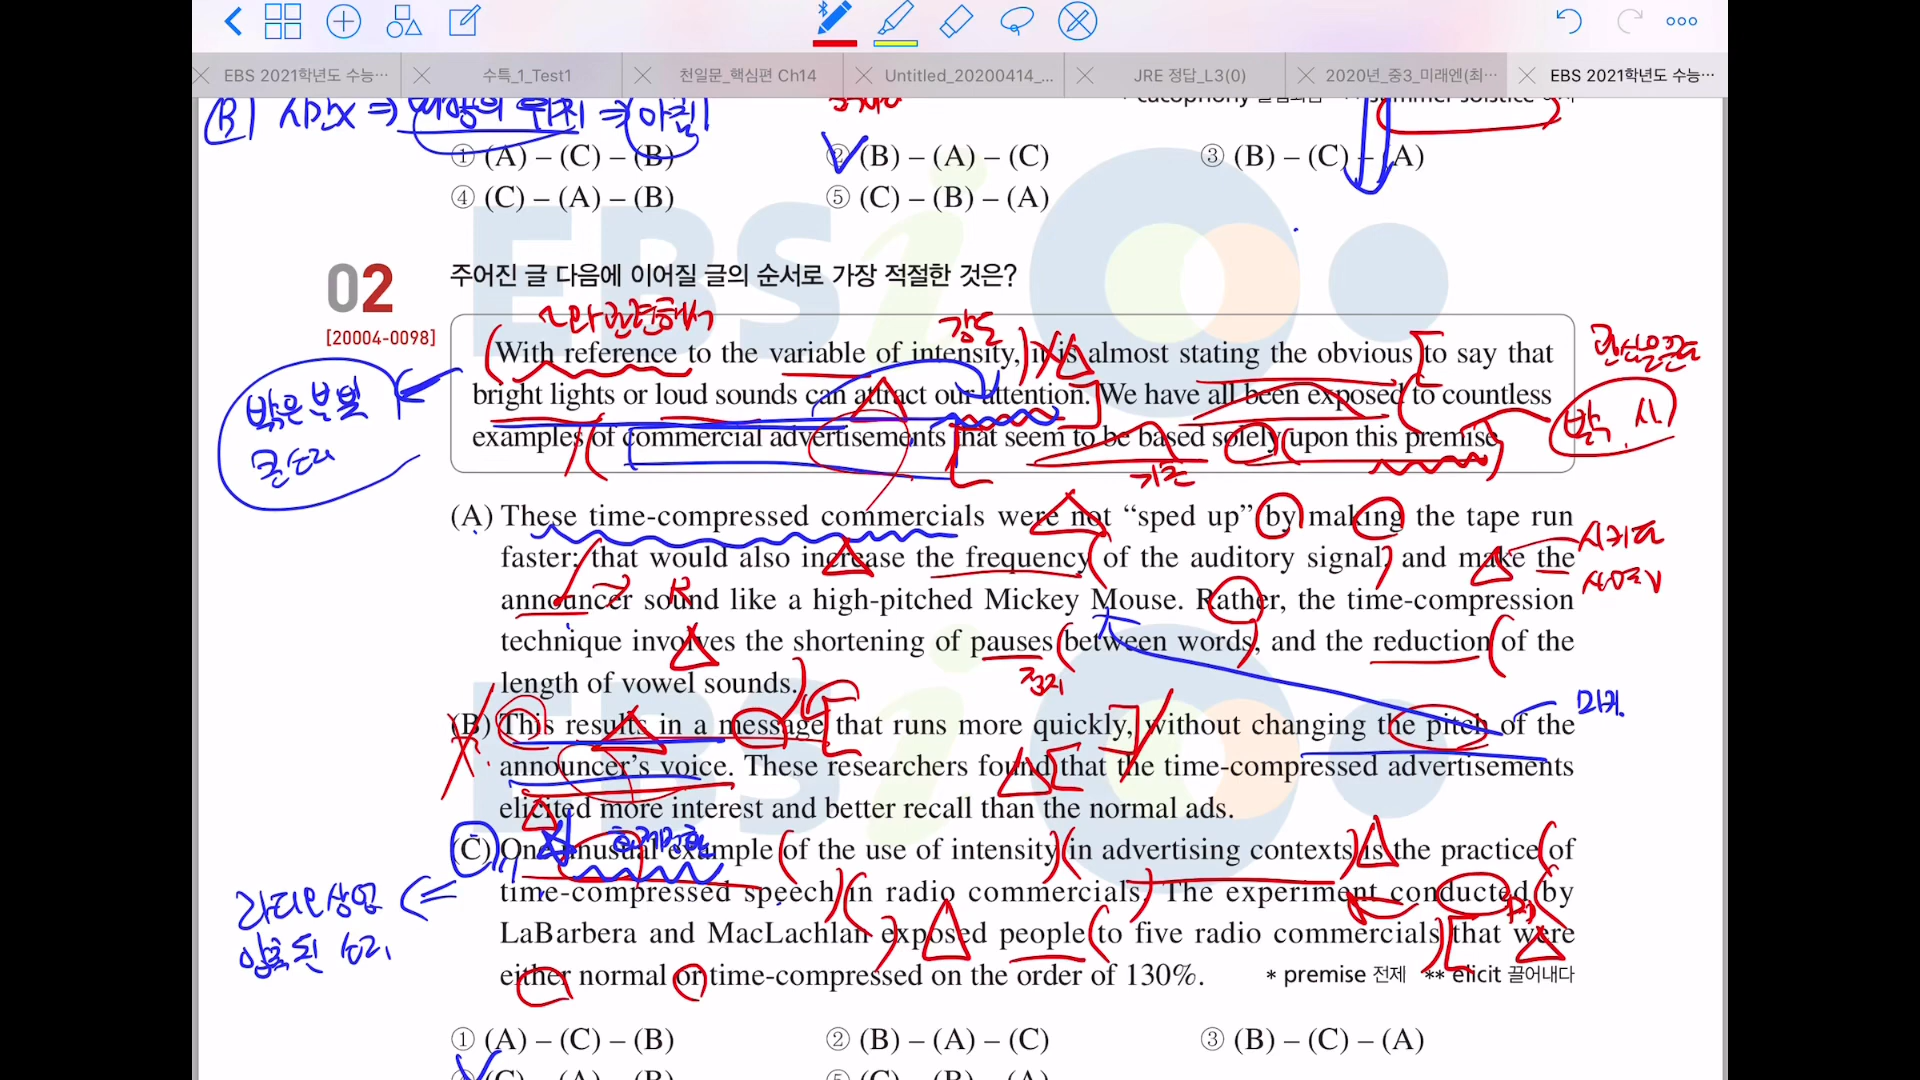 EBS 2021학년도 수능…
수특_1_Test1
천일문_핵심편 Ch14
Untitled_20200414_...
JRE 정답_L3(0)
2020년_중3_미래엔(최…
EBS 2021학년도 수능…
① (A) – (C) – (B)
② (B) – (A) – (C)
③ (B) – (C) – (A)
④ (C) – (A) – (B)
⑤ (C) – (B) – (A)
02
[20004-0098]
주어진 글 다음에 이어질 글의 순서로 가장 적절한 것은?
~와 관련해서
강도
With reference to the variable of intensity, it is almost stating the obvious to say that
bright lights or loud sounds can attract our attention. We have all been exposed to countless
examples of commercial advertisements that seem to be based solely upon this premise.
관심을 끈다
밝은 불빛
큰 소리
기초
(A) These time-compressed commercials were not “sped up” by making the tape run
faster; that would also increase the frequency of the auditory signal, and make the
announcer sound like a high-pitched Mickey Mouse. Rather, the time-compression
technique involves the shortening of pauses between words, and the reduction of the
length of vowel sounds.
시키다
사역V
정지
(B) This results in a message that runs more quickly, without changing the pitch of the
announcer’s voice. These researchers found that the time-compressed advertisements
elicited more interest and better recall than the normal ads.
미키
(C) One unusual example of the use of intensity in advertising contexts is the practice of
time-compressed speech in radio commercials. The experiment conducted by
LaBarbera and MacLachlan exposed people to five radio commercials that were
either normal or time-compressed on the order of 130%.
* premise 전제 ** elicit 끌어내다
라디오상업
압축된 소리
① (A) – (C) – (B)
② (B) – (A) – (C)
③ (B) – (C) – (A)